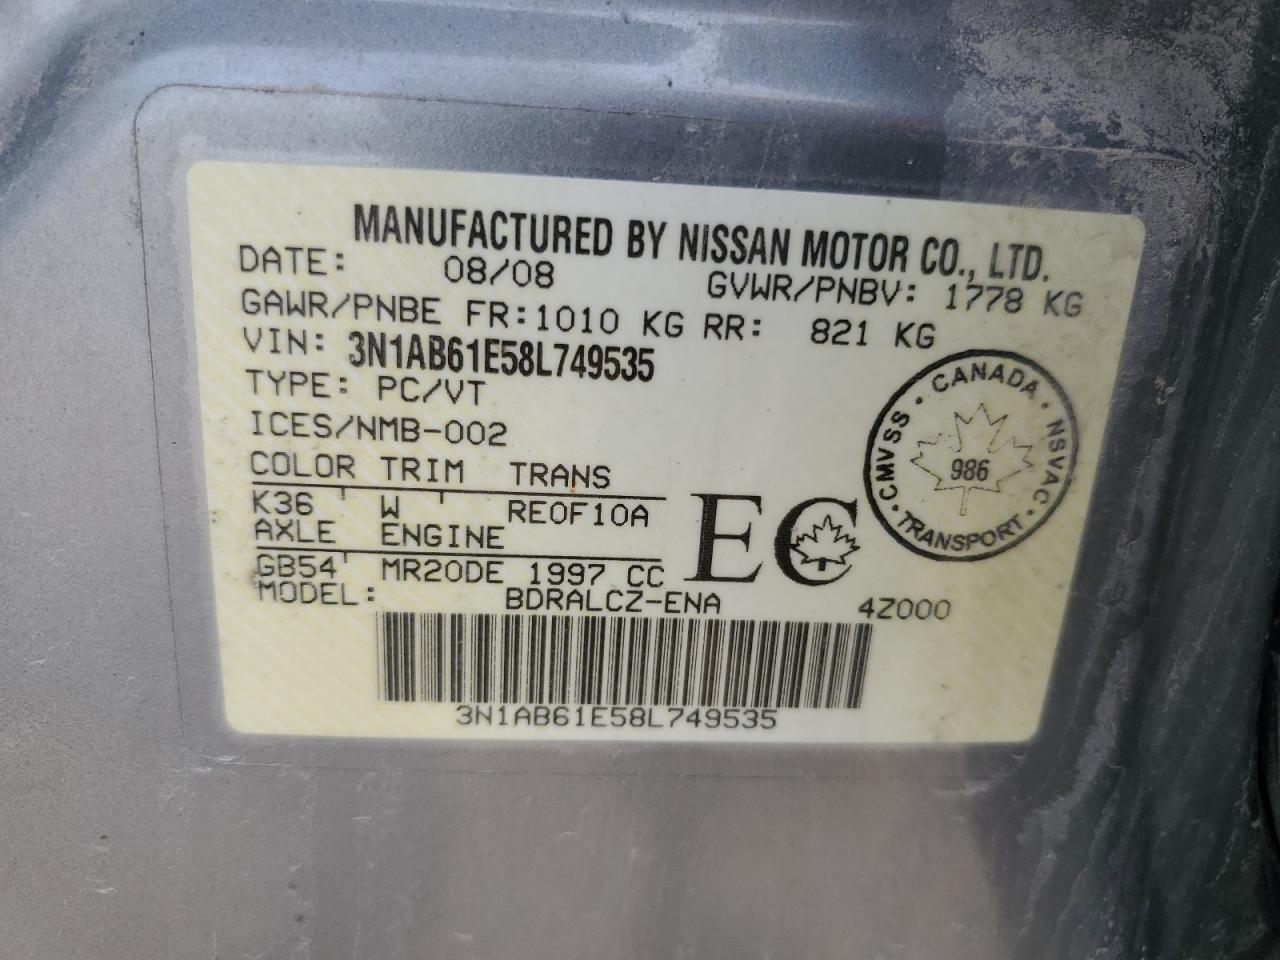 MANUFACTURED BY NISSAN MOTOR CO., LTD.
DATE: 08/08 GVWR/PNBV: 1778 KG
GAWR/PNBE FR:1010 KG RR: 821 KG
VIN: 3N1AB61E58L749535
TYPE: PC/VT
ICES/NMB-002
COLOR TRIM TRANS
K36 ' W ' RE0F10A
AXLE ENGINE
GB54' MR20DE 1997 CC
MODEL: BDRALCZ-ENA 4Z000
3N1AB61E58L749535
EC
CANADA · NSVAC · TRANSPORT · CMVSS ·
986